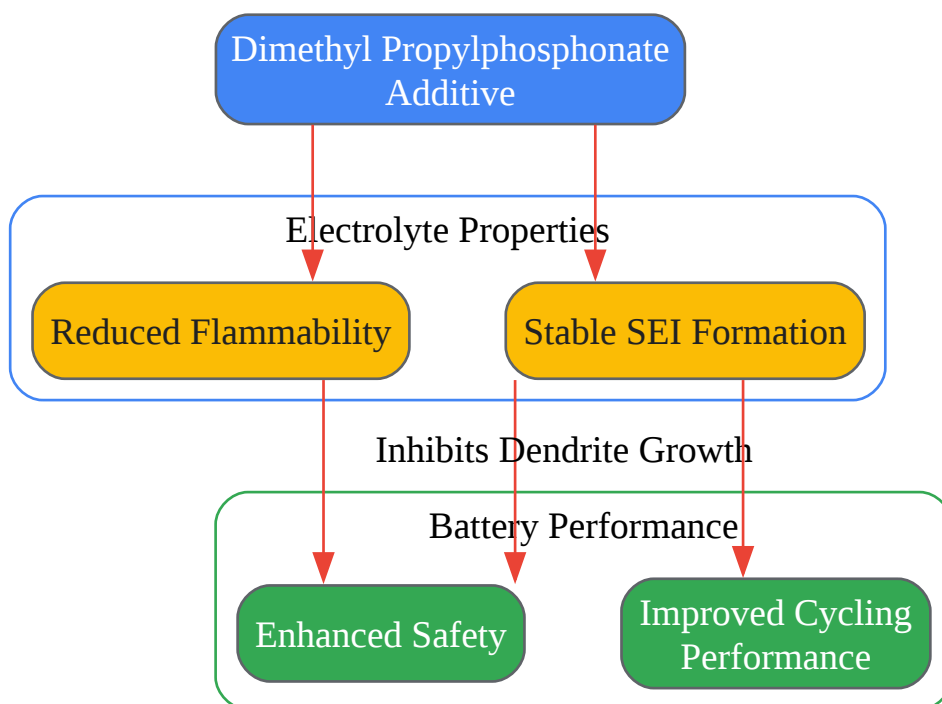 Dimethyl Propylphosphonate
Additive
Electrolyte Properties
Reduced Flammability
Stable SEI Formation
Inhibits Dendrite Growth
Battery Performance
Enhanced Safety
Improved Cycling
Performance